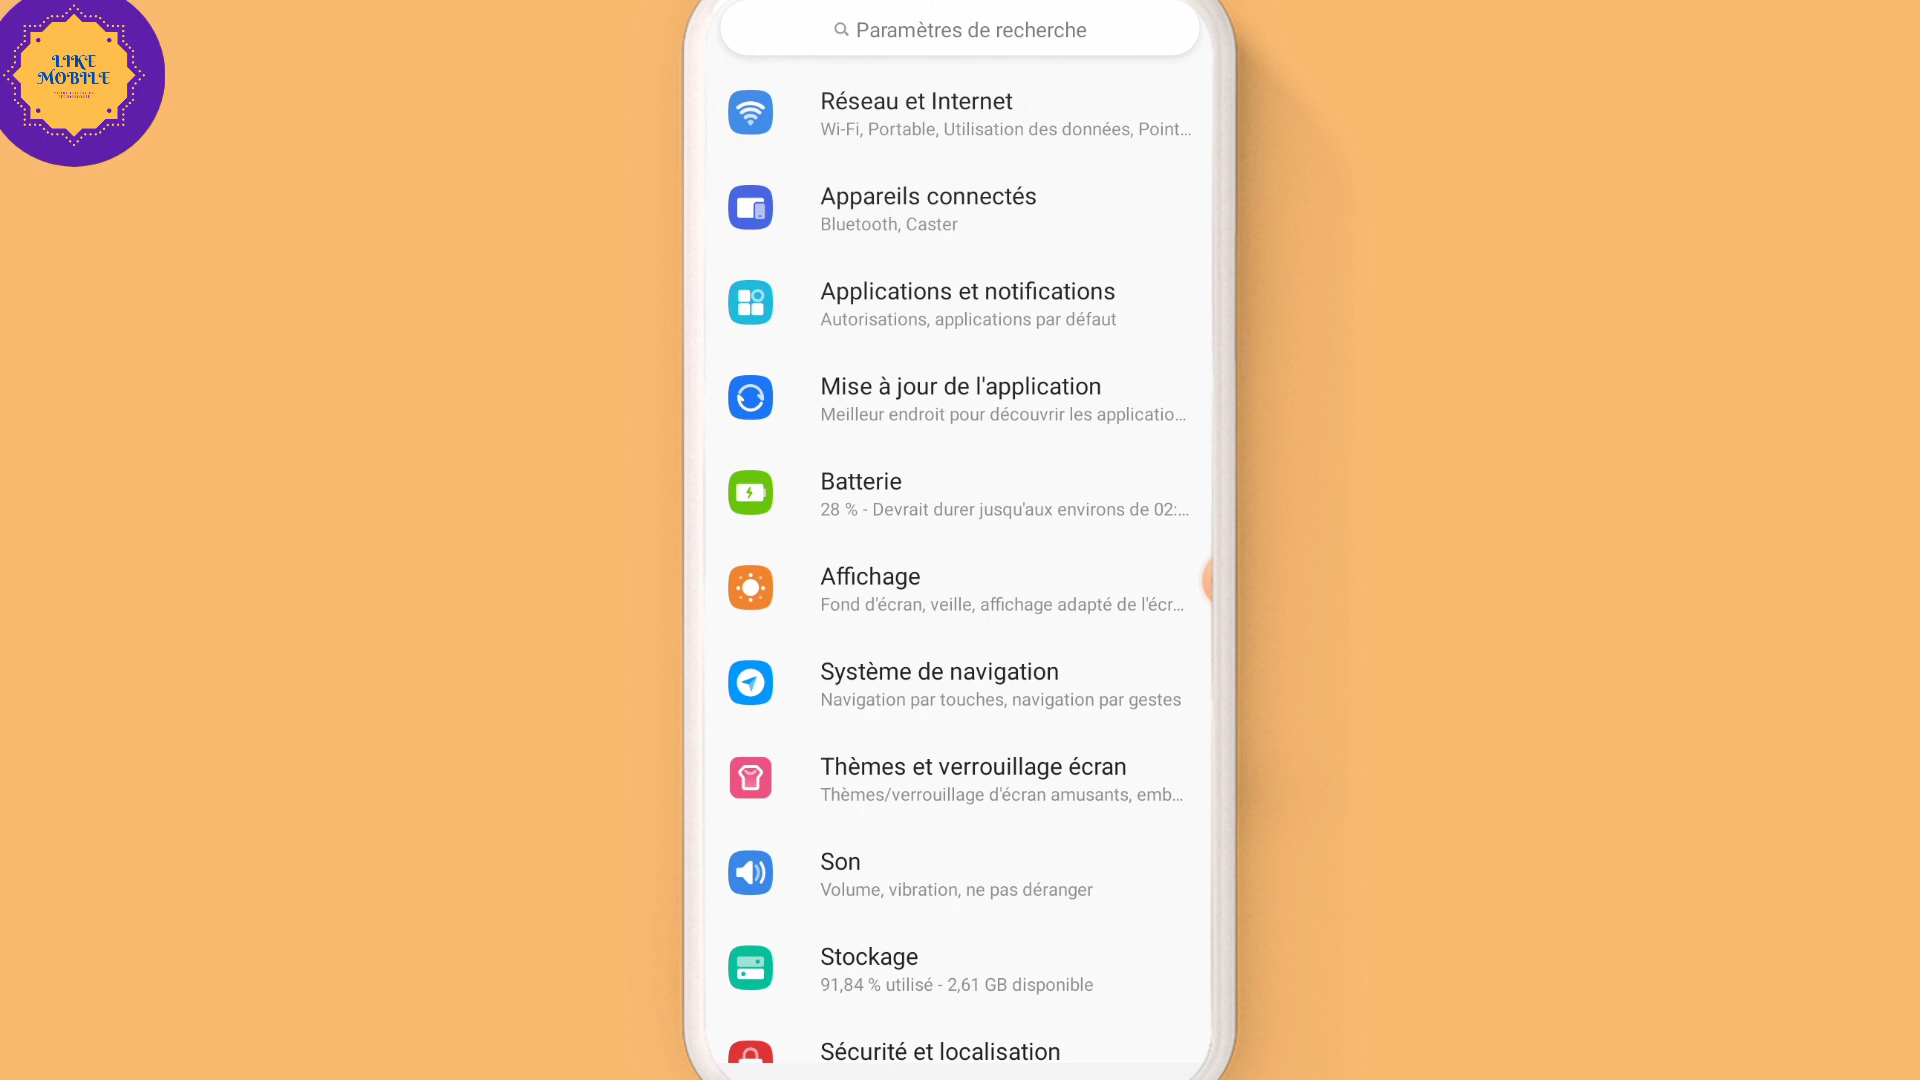 LIKE
MOBILE
Paramètres de recherche
Réseau et Internet
Wi-Fi, Portable, Utilisation des données, Point...
Appareils connectés
Bluetooth, Caster
Applications et notifications
Autorisations, applications par défaut
Mise à jour de l'application
Meilleur endroit pour découvrir les applicatio...
Batterie
28 % - Devrait durer jusqu'aux environs de 02:...
Affichage
Fond d'écran, veille, affichage adapté de l'écr...
Système de navigation
Navigation par touches, navigation par gestes
Thèmes et verrouillage écran
Thèmes/verrouillage d'écran amusants, emb...
Son
Volume, vibration, ne pas déranger
Stockage
91,84 % utilisé - 2,61 GB disponible
Sécurité et localisation